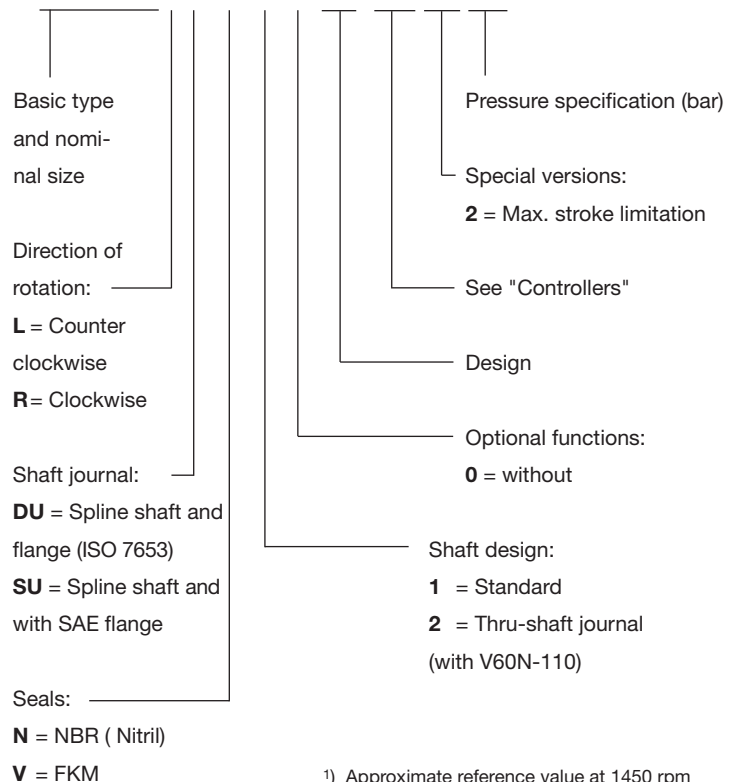 Basic type
and nomi-
nal size
Direction of
rotation:
L = Counter
clockwise
R= Clockwise
Shaft journal:
DU = Spline shaft and
flange (ISO 7653)
SU = Spline shaft and
with SAE flange
Seals:
N = NBR ( Nitril)
V = FKM
Pressure specification (bar)
Special versions:
2 = Max. stroke limitation
See "Controllers"
Design
Optional functions:
0 = without
Shaft design:
1 = Standard
2 = Thru-shaft journal
(with V60N-110)
¹) Approximate reference value at 1450 rpm